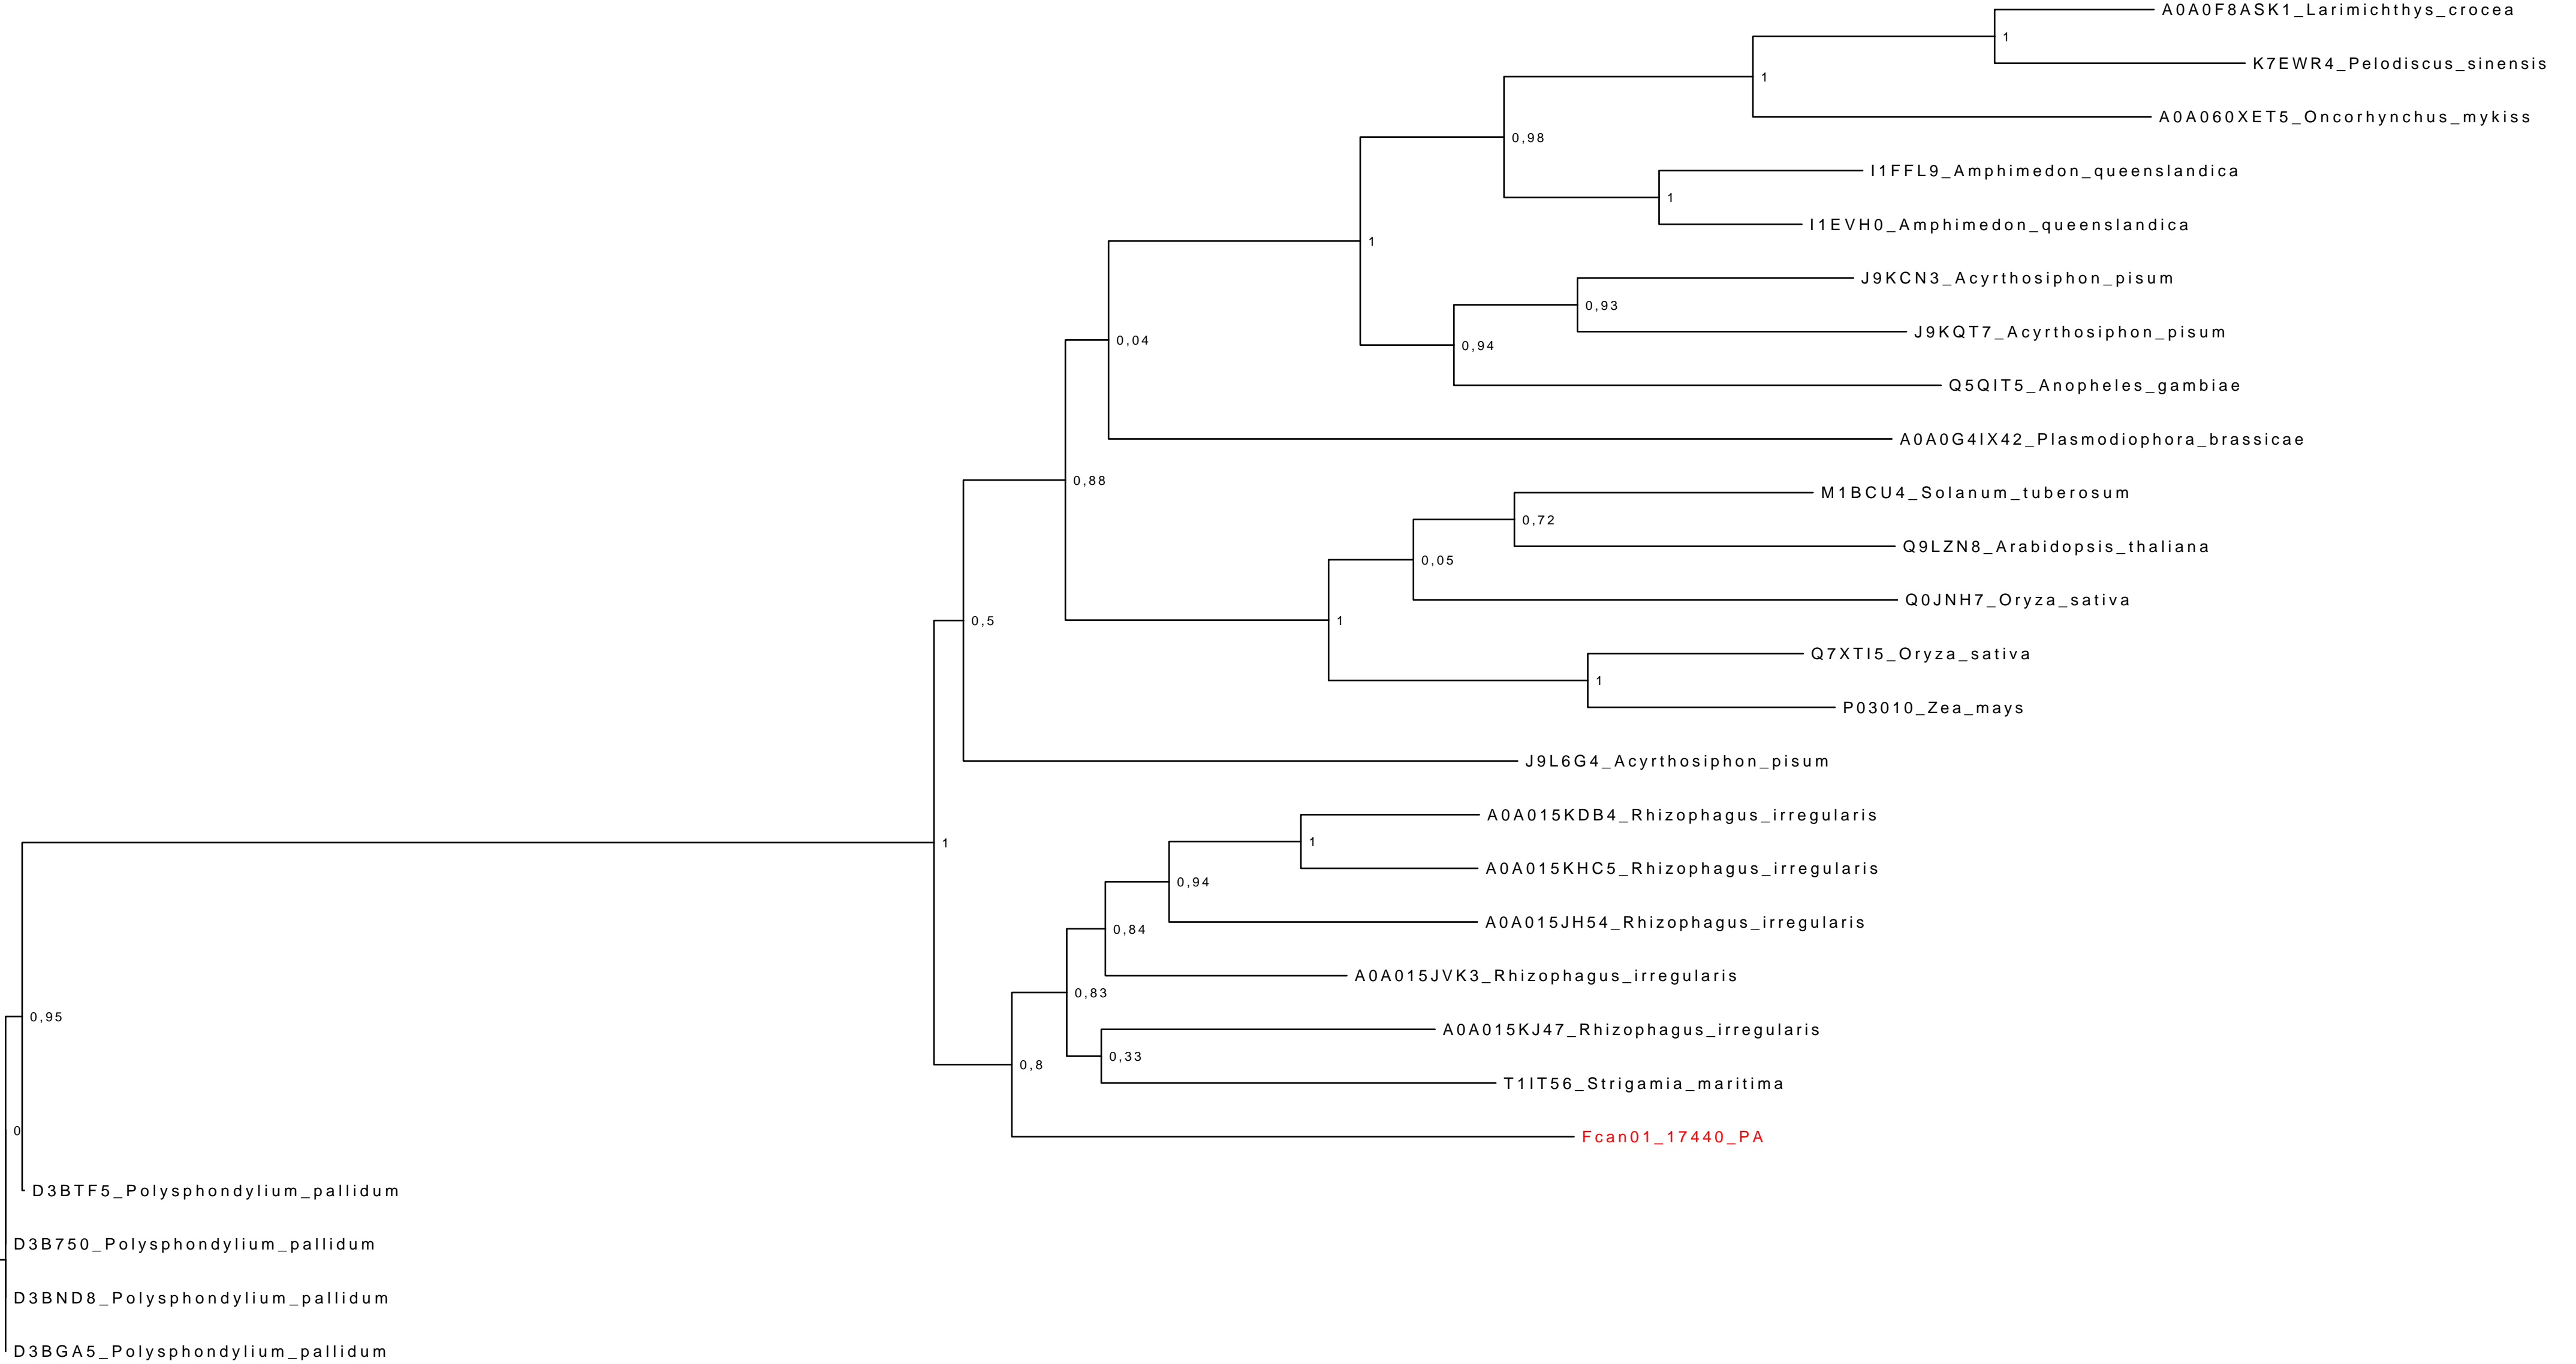 A0A0F8ASK1_Larimichthys_crocea
1
K7EWR4_Pelodiscus_sinensis
1
A0A060XET5_Oncorhynchus_mykiss
0,98
I1FFL9_Amphimedon_queenslandica
1
I1EVH0_Amphimedon_queenslandica
1
J9KCN3_Acyrthosiphon_pisum
0,93
J9KQT7_Acyrthosiphon_pisum
0,04
0,94
Q5QIT5_Anopheles_gambiae
A0A0G4IX42_Plasmodiophora_brassicae
0,88
M1BCU4_Solanum_tuberosum
0,72
Q9LZN8_Arabidopsis_thaliana
0,05
Q0JNH7_Oryza_sativa
0,5
1
Q7XTI5_Oryza_sativa
1
P03010_Zea_mays
J9L6G4_Acyrthosiphon_pisum
A0A015KDB4_Rhizophagus_irregularis
1
1
A0A015KHC5_Rhizophagus_irregularis
0,94
A0A015JH54_Rhizophagus_irregularis
0,84
A0A015JVK3_Rhizophagus_irregularis
0,83
0,95
A0A015KJ47_Rhizophagus_irregularis
0,33
0,8
T1IT56_Strigamia_maritima
0
Fcan01_17440_PA
D3BTF5_Polysphondylium_pallidum
D3B750_Polysphondylium_pallidum
D3BND8_Polysphondylium_pallidum
D3BGA5_Polysphondylium_pallidum